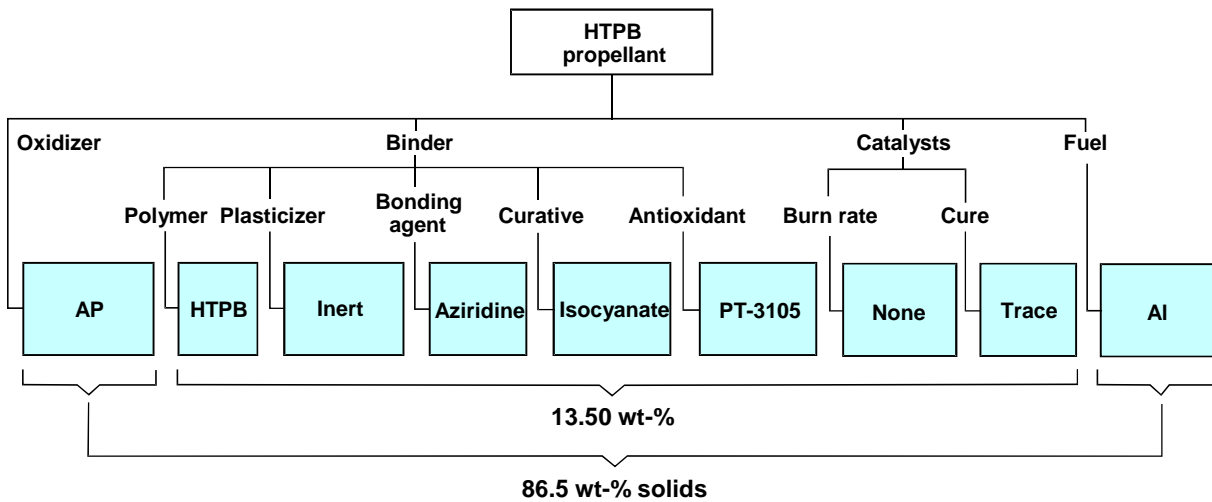 HTPB
propellant
Oxidizer
Binder
Catalysts
Fuel
Polymer
Plasticizer
Bonding
agent
Curative
Antioxidant
Burn rate
Cure
AP
HTPB
Inert
Aziridine
Isocyanate
PT-3105
None
Trace
Al
13.50 wt-%
86.5 wt-% solids